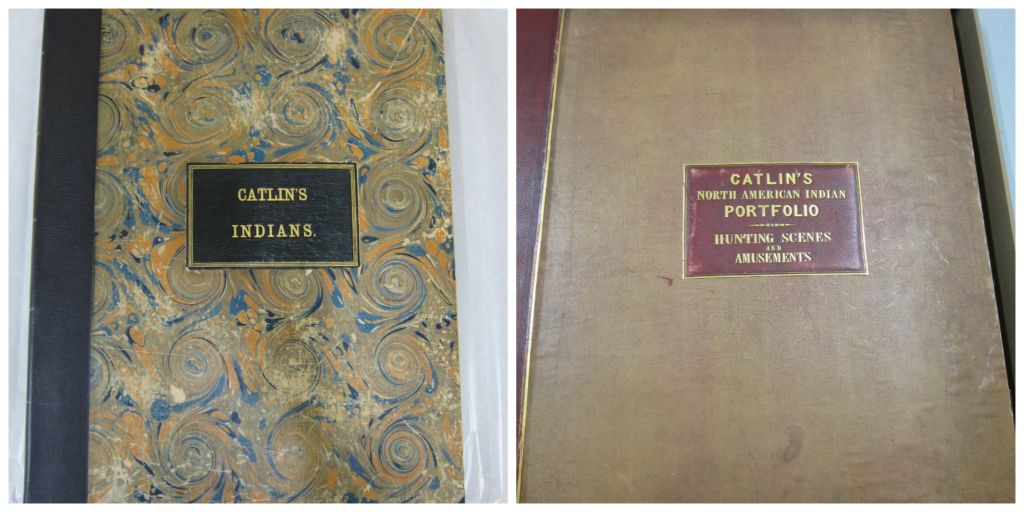 CATLIN'S
INDIANS.
CATLIN'S
NORTH AMERICAN INDIAN
PORTFOLIO
HUNTING SCENES
AND
AMUSEMENTS